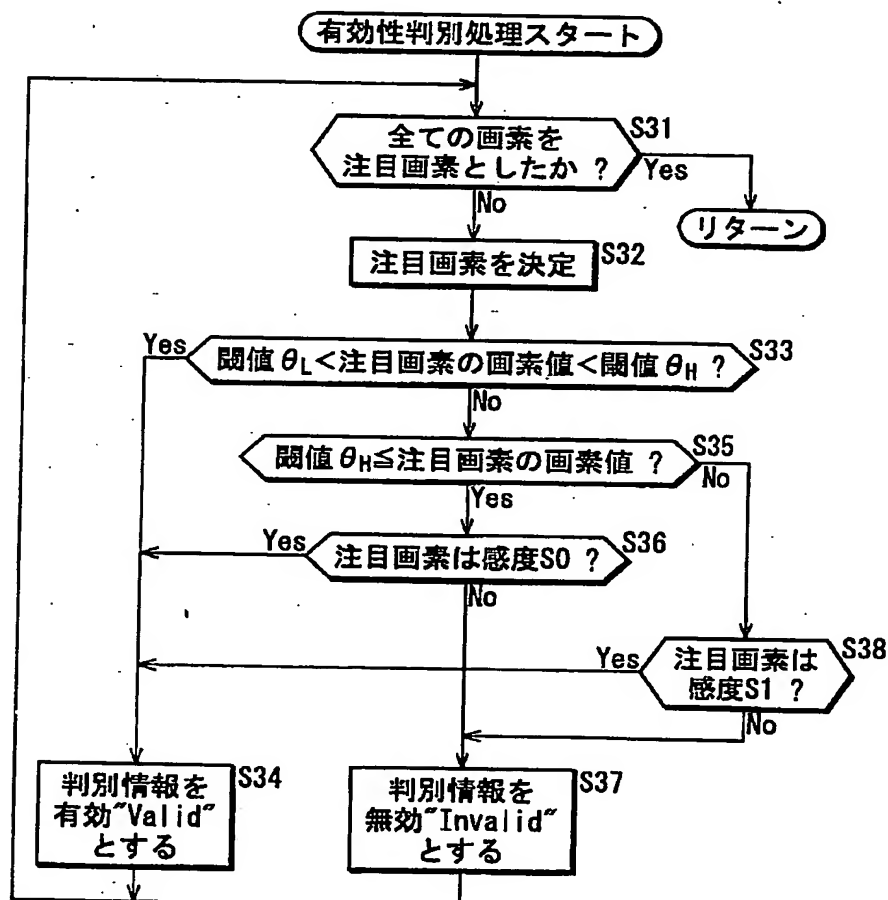 有効性判別処理スタート
全ての画素を
注目画素としたか ?
S31
Yes
No
リターン
注目画素を決定
S32
Yes
閾値θL<注目画素の画素値<閾値θH ?
S33
No
閾値θH≦注目画素の画素値 ?
S35
No
Yes
Yes
注目画素は感度S0 ?
S36
No
Yes
注目画素は
感度S1 ?
S38
No
判別情報を
有効"Valid"
とする
S34
判別情報を
無効"Invalid"
とする
S37